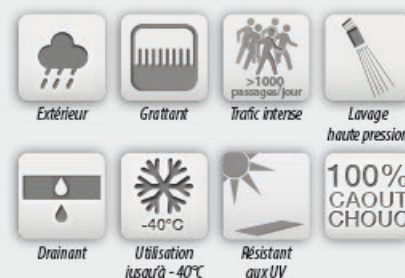 >1000
passages/jour
Extérieur
Grattant
Trafic intense
Lavage
haute pression
-40°C
100%
CAOUT
CHOUC
Drainant
Utilisation
jusqu'à - 40°C
Résistant
aux UV